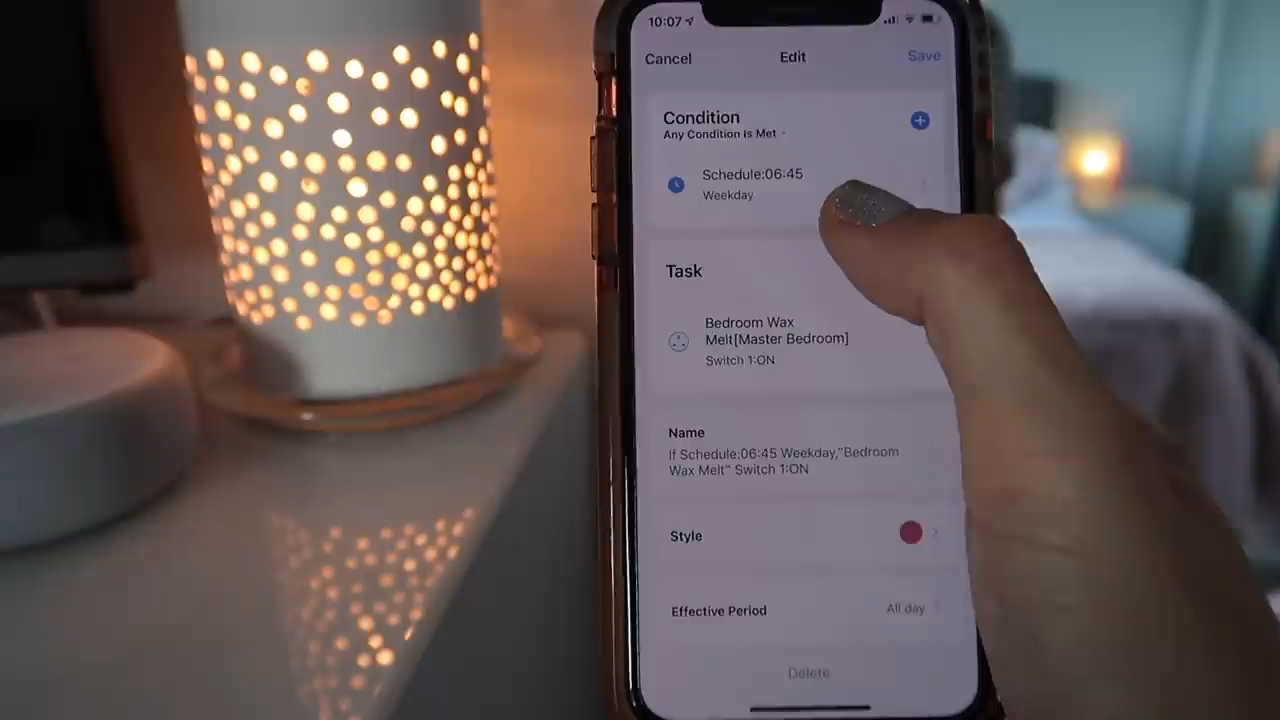 10:07
Cancel
Edit
Save
Condition
Any Condition Is Met
Schedule:06:45
Weekday
Task
Bedroom Wax
Melt[Master Bedroom]
Switch 1:ON
Name
If Schedule:06:45 Weekday,"Bedroom
Wax Melt" Switch 1:ON
Style
Effective Period
All day
Delete